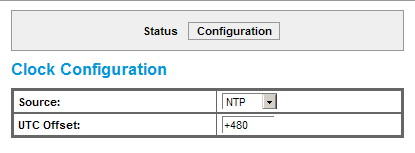 Status Configuration
Clock Configuration
Source: NTP
UTC Offset: +480